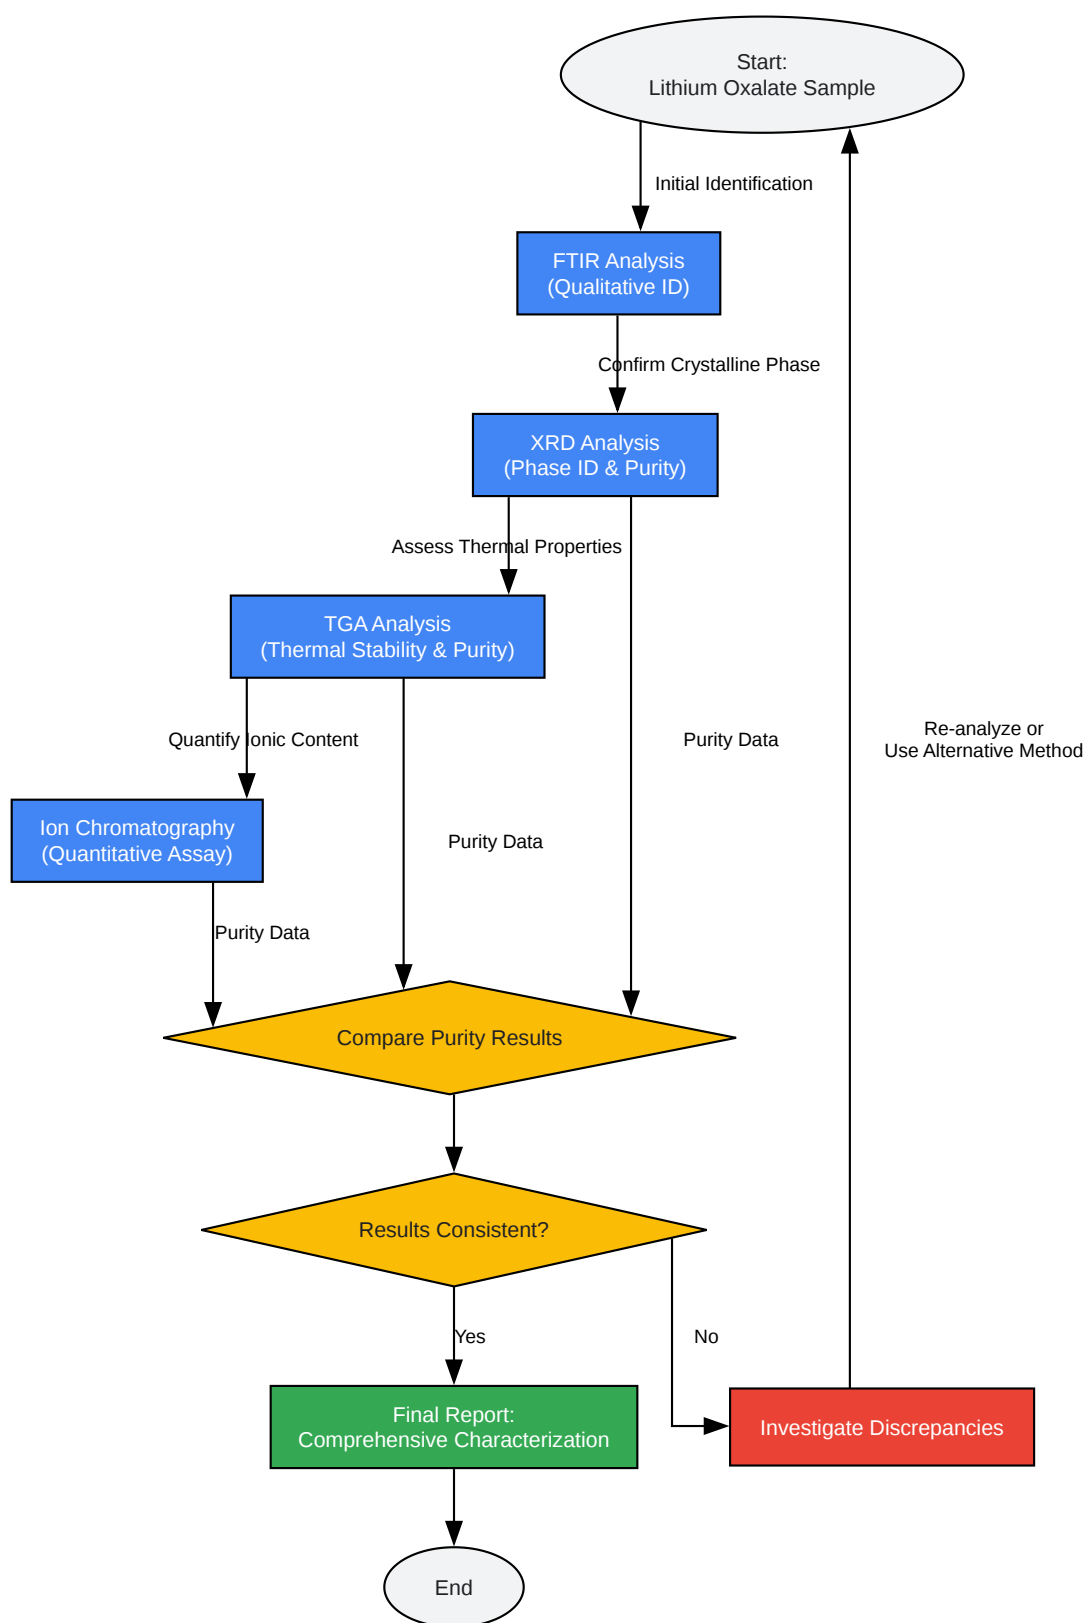 Start:
Lithium Oxalate Sample
Initial Identification
FTIR Analysis
(Qualitative ID)
Confirm Crystalline Phase
XRD Analysis
(Phase ID & Purity)
Assess Thermal Properties
TGA Analysis
(Thermal Stability & Purity)
Quantify Ionic Content
Purity Data
Re-analyze or
Use Alternative Method
Ion Chromatography
(Quantitative Assay)
Purity Data
Purity Data
Compare Purity Results
Results Consistent?
Yes
No
Final Report:
Comprehensive Characterization
Investigate Discrepancies
End